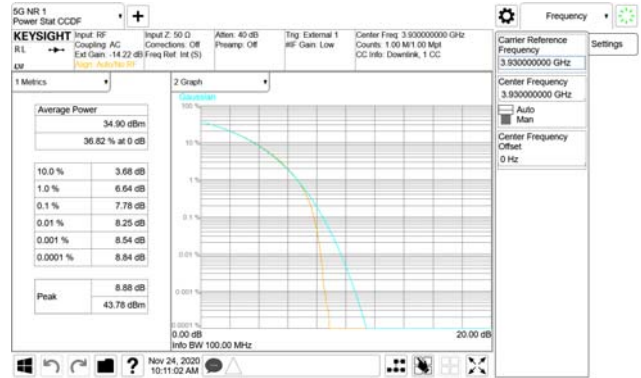 5G NR 1
Power Stat CCDF
Frequency
KEYSIGHT
RL
Input: RF
Coupling: AC
Ext Gain: -14.22 dB
Align: Auto/No RF
Input Z: 50 Ω
Corrections: Off
Freq Ref: Int (S)
Atten: 40 dB
Preamp: Off
Trig: External 1
#IF Gain: Low
Center Freq: 3.930000000 GHz
Counts: 1.00 M/1.00 Mpt
CC Info: Downlink, 1 CC
Carrier Reference
Frequency
3.930000000 GHz
Settings
Center Frequency
3.930000000 GHz
Auto
Man
Center Frequency
Offset
0 Hz
1 Metrics
Average Power
34.90 dBm
36.82 % at 0 dB
10.0 % 3.68 dB
1.0 % 6.64 dB
0.1 % 7.78 dB
0.01 % 8.25 dB
0.001 % 8.54 dB
0.0001 % 8.84 dB
Peak
8.88 dB
43.78 dBm
2 Graph
Gaussian
100 %
10 %
1 %
0.1 %
0.01 %
0.001 %
0.0001 %
0.00 dB
20.00 dB
Info BW 100.00 MHz
?
Nov 24, 2020
10:11:02 AM